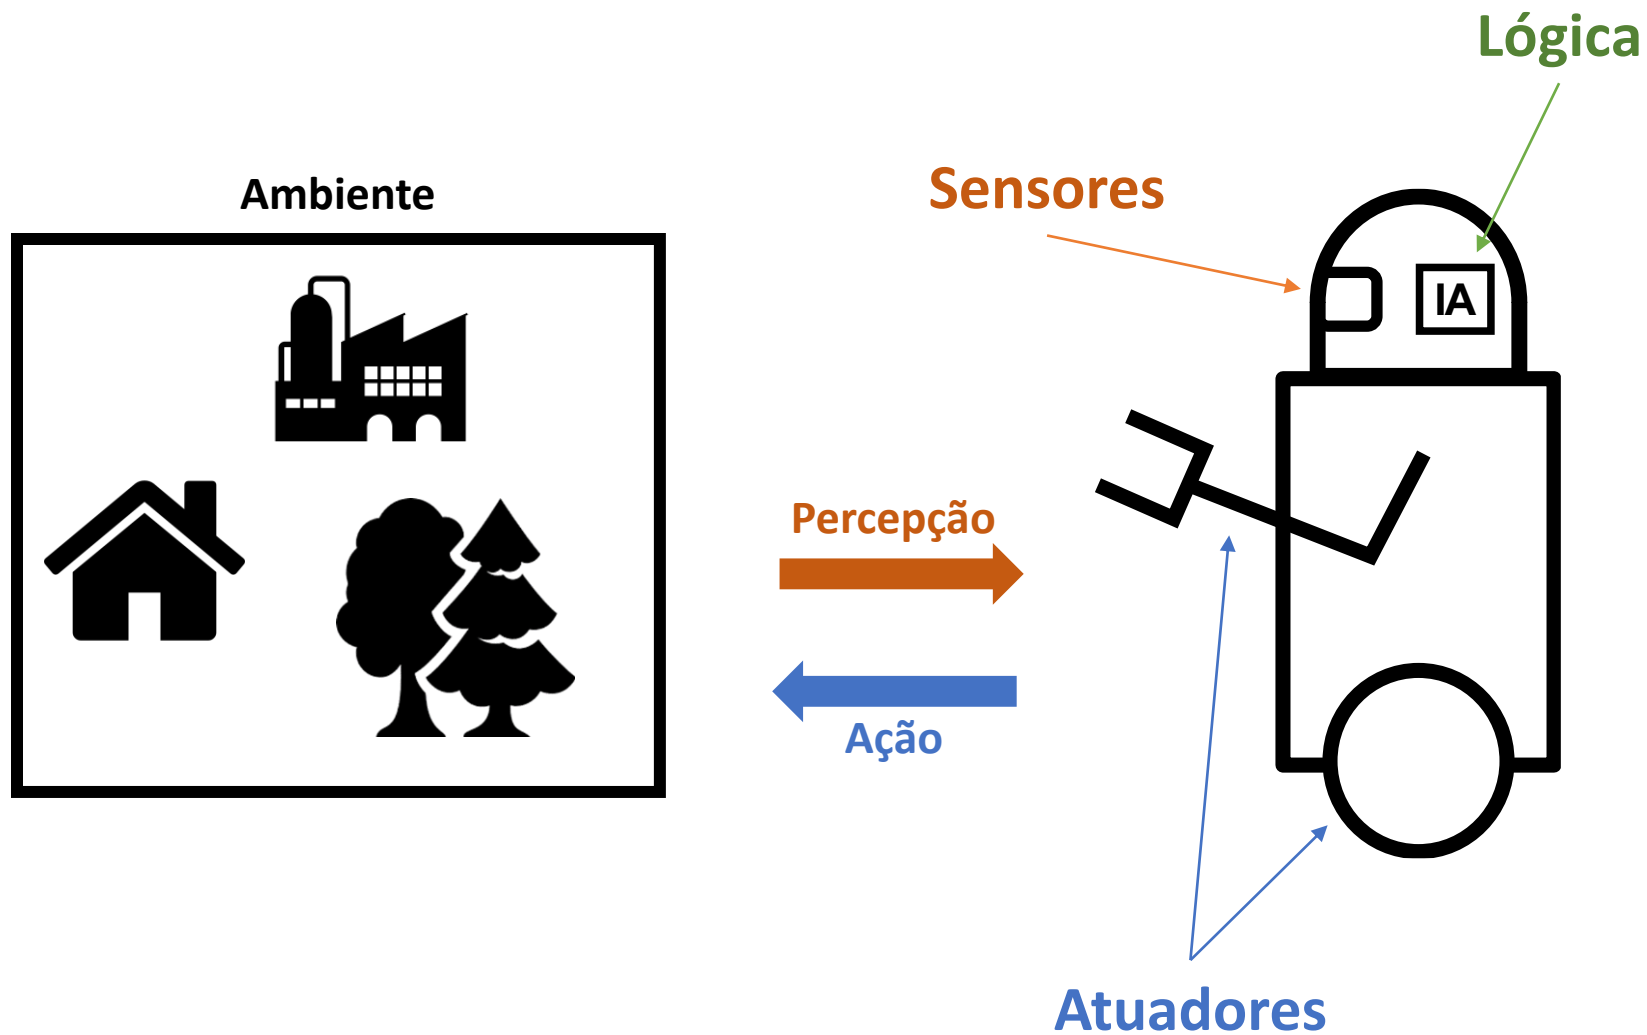 Lógica
Sensores
Ambiente
IA
Percepção
Ação
Atuadores